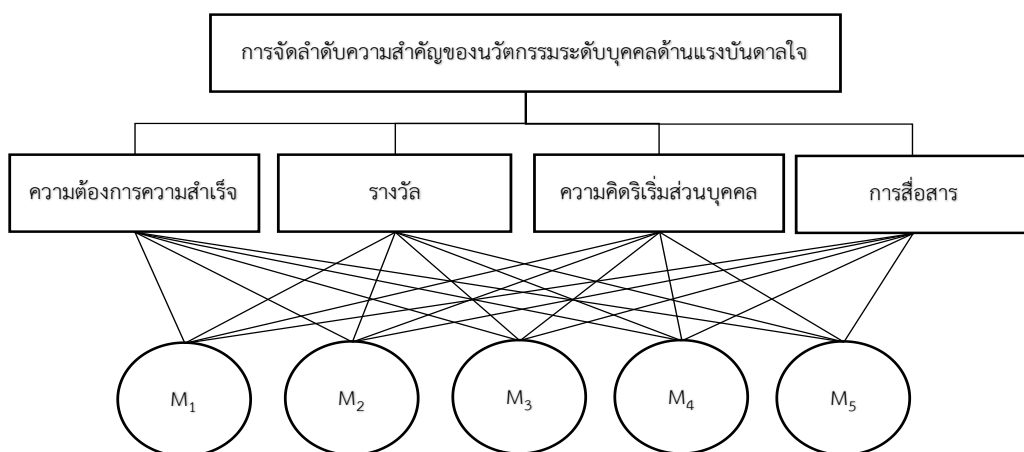 การจัดลำดับความสำคัญของนวัตกรรมระดับบุคคลด้านแรงบันดาลใจ
ความต้องการความสำเร็จ
รางวัล
ความคิดริเริ่มส่วนบุคคล
การสื่อสาร
M₁
M₂
M₃
M₄
M₅